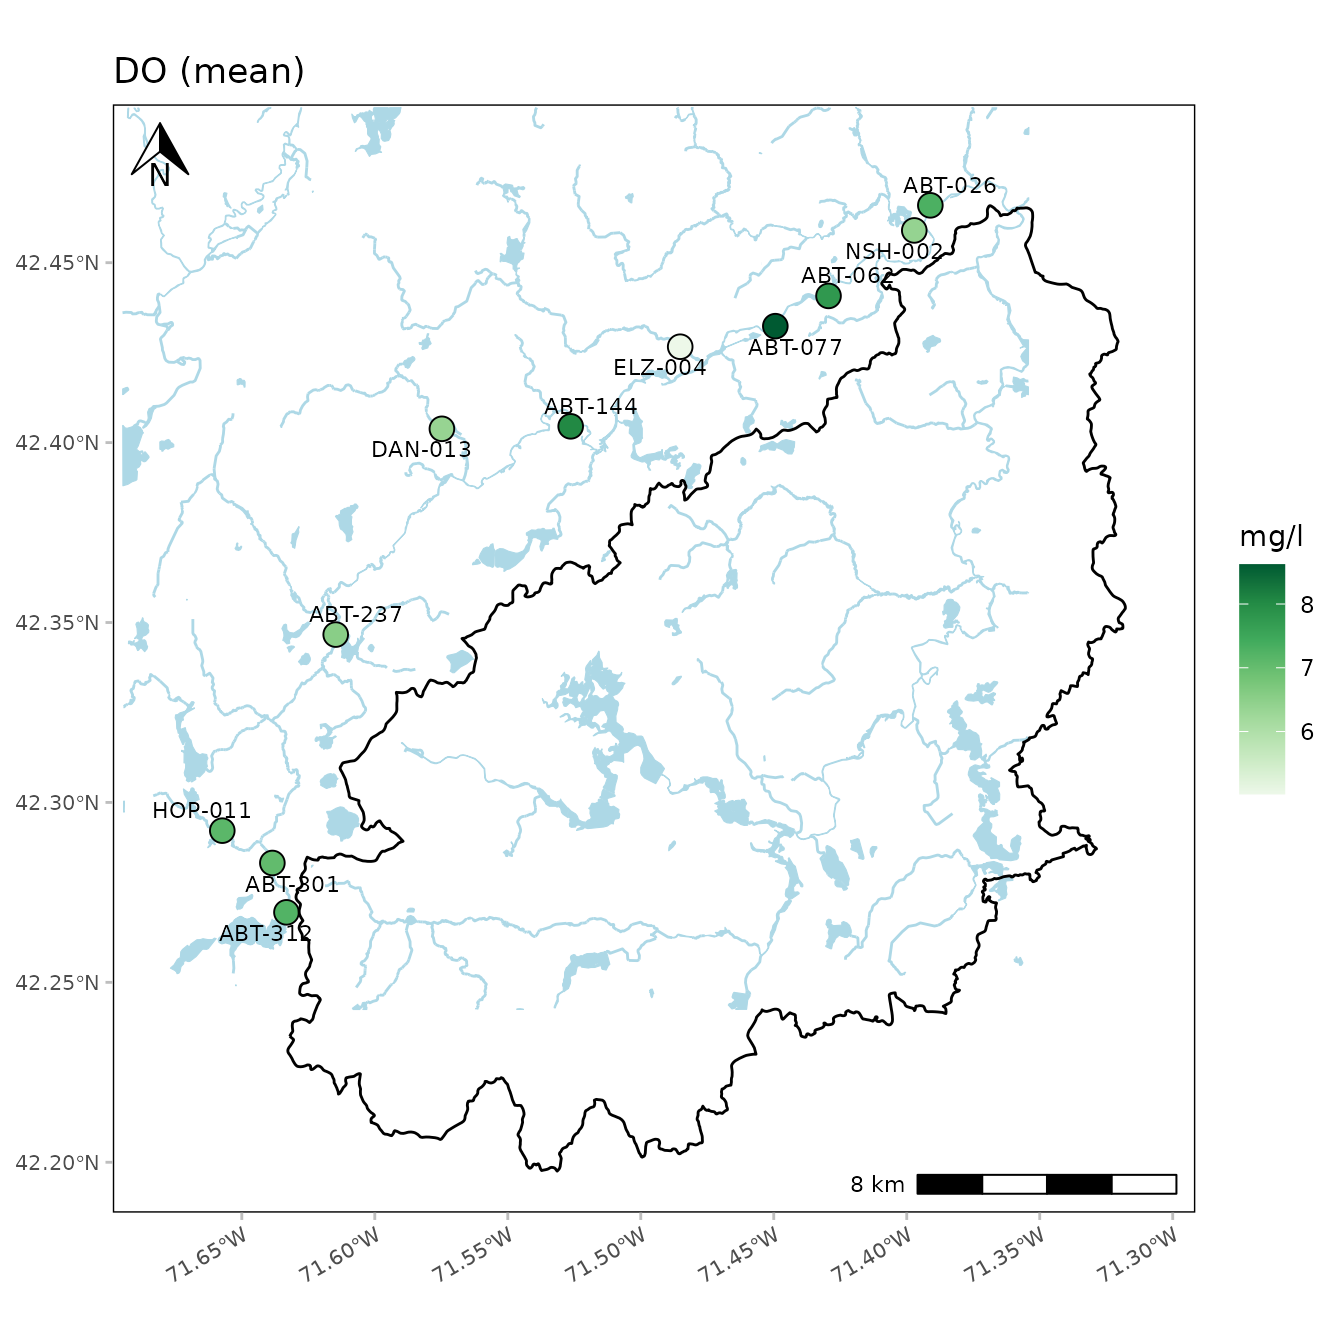 DO (mean)
N
ABT-026
NSH-002
ABT-062
ABT-077
ELZ-004
ABT-144
DAN-013
ABT-237
HOP-011
ABT-301
ABT-312
42.45°N
42.40°N
42.35°N
42.30°N
42.25°N
42.20°N
71.65°W
71.60°W
71.55°W
71.50°W
71.45°W
71.40°W
71.35°W
71.30°W
8 km
mg/l
8
7
6